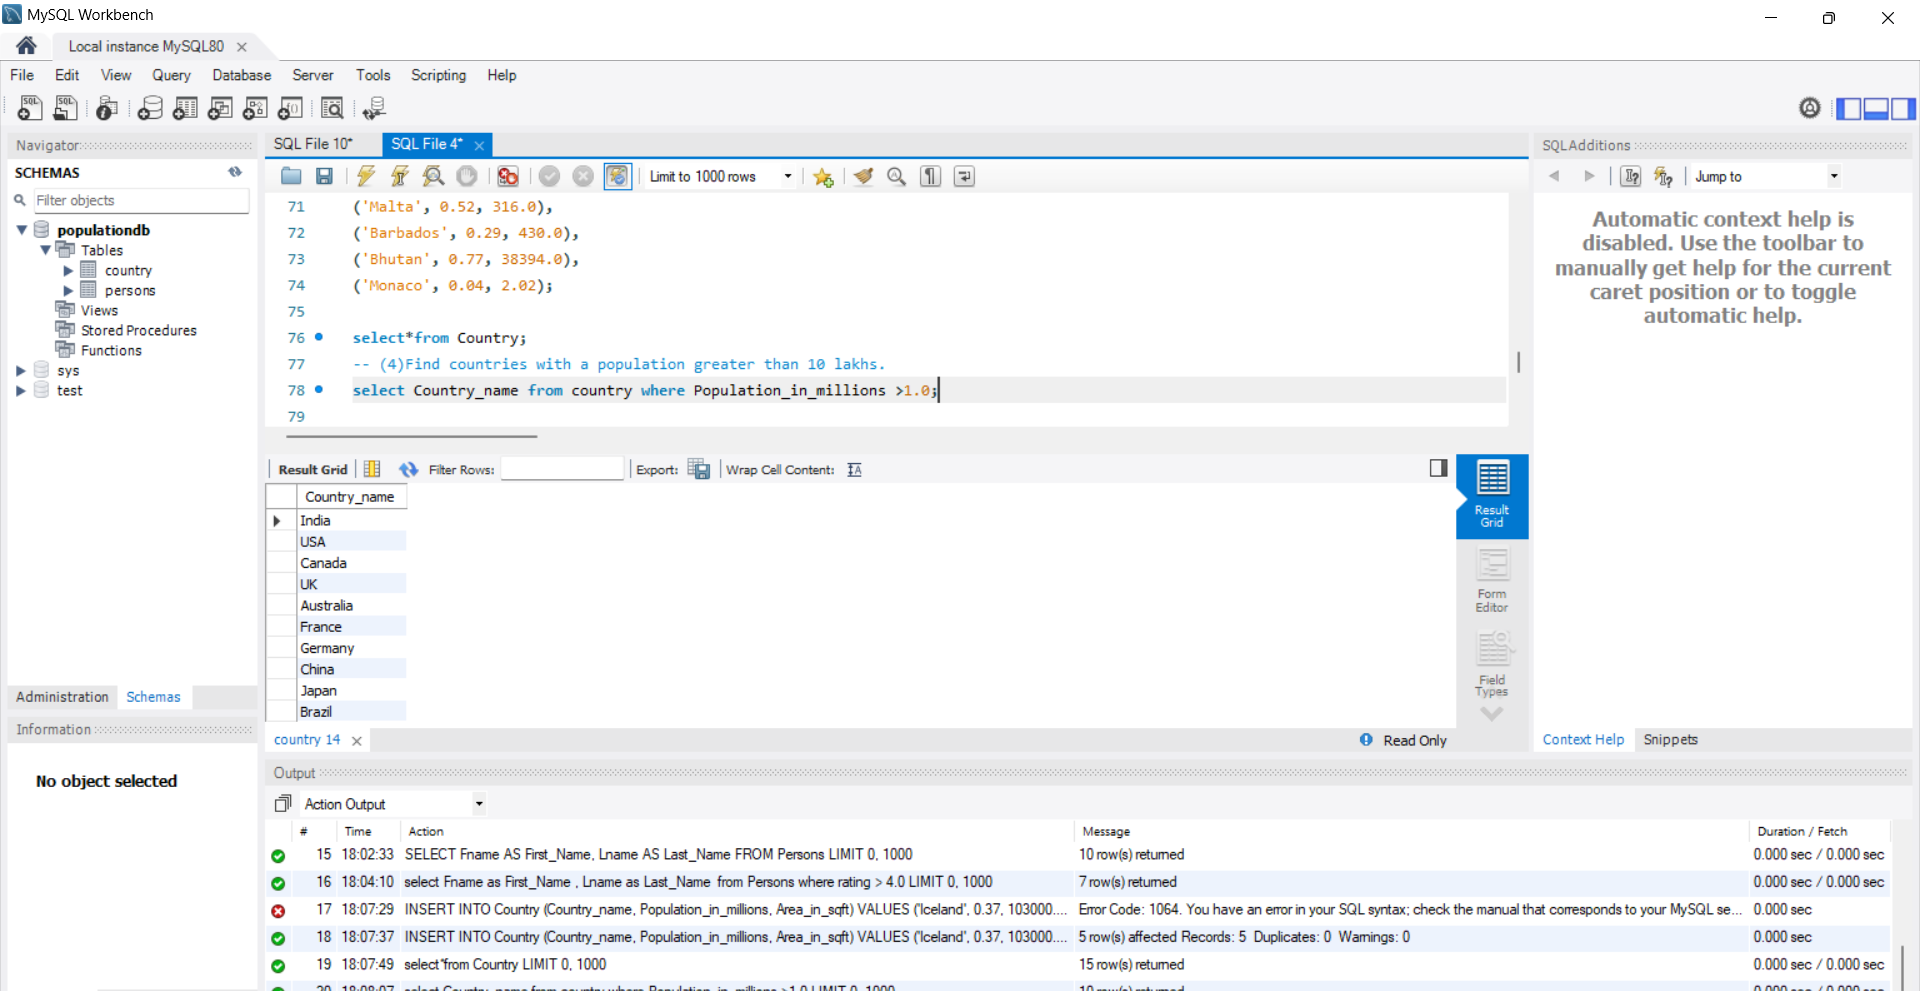 MySQL Workbench
Local instance MySQL80
File Edit View Query Database Server Tools Scripting Help
Navigator
SCHEMAS
Filter objects
populationdb
Tables
country
persons
Views
Stored Procedures
Functions
sys
test
Administration Schemas
Information
No object selected
SQL File 10* SQL File 4*
Limit to 1000 rows
71 ('Malta', 0.52, 316.0),
72 ('Barbados', 0.29, 430.0),
73 ('Bhutan', 0.77, 38394.0),
74 ('Monaco', 0.04, 2.02);
75
76 select*from Country;
77 -- (4)Find countries with a population greater than 10 lakhs.
78 select Country_name from country where Population_in_millions >1.0;
79
Result Grid Filter Rows: Export: Wrap Cell Content:
Country_name
India
USA
Canada
UK
Australia
France
Germany
China
Japan
Brazil
Result Grid
Form Editor
Field Types
country 14
Read Only
SQLAdditions
Jump to
Automatic context help is
disabled. Use the toolbar to
manually get help for the current
caret position or to toggle
automatic help.
Context Help Snippets
Output
Action Output
# Time Action Message Duration / Fetch
15 18:02:33 SELECT Fname AS First_Name, Lname AS Last_Name FROM Persons LIMIT 0, 1000 10 row(s) returned 0.000 sec / 0.000 sec
16 18:04:10 select Fname as First_Name , Lname as Last_Name from Persons where rating > 4.0 LIMIT 0, 1000 7 row(s) returned 0.000 sec / 0.000 sec
17 18:07:29 INSERT INTO Country (Country_name, Population_in_millions, Area_in_sqft) VALUES ('Iceland', 0.37, 103000.... Error Code: 1064. You have an error in your SQL syntax; check the manual that corresponds to your MySQL se... 0.000 sec
18 18:07:37 INSERT INTO Country (Country_name, Population_in_millions, Area_in_sqft) VALUES ('Iceland', 0.37, 103000.... 5 row(s) affected Records: 5 Duplicates: 0 Warnings: 0 0.000 sec
19 18:07:49 select*from Country LIMIT 0, 1000 15 row(s) returned 0.000 sec / 0.000 sec